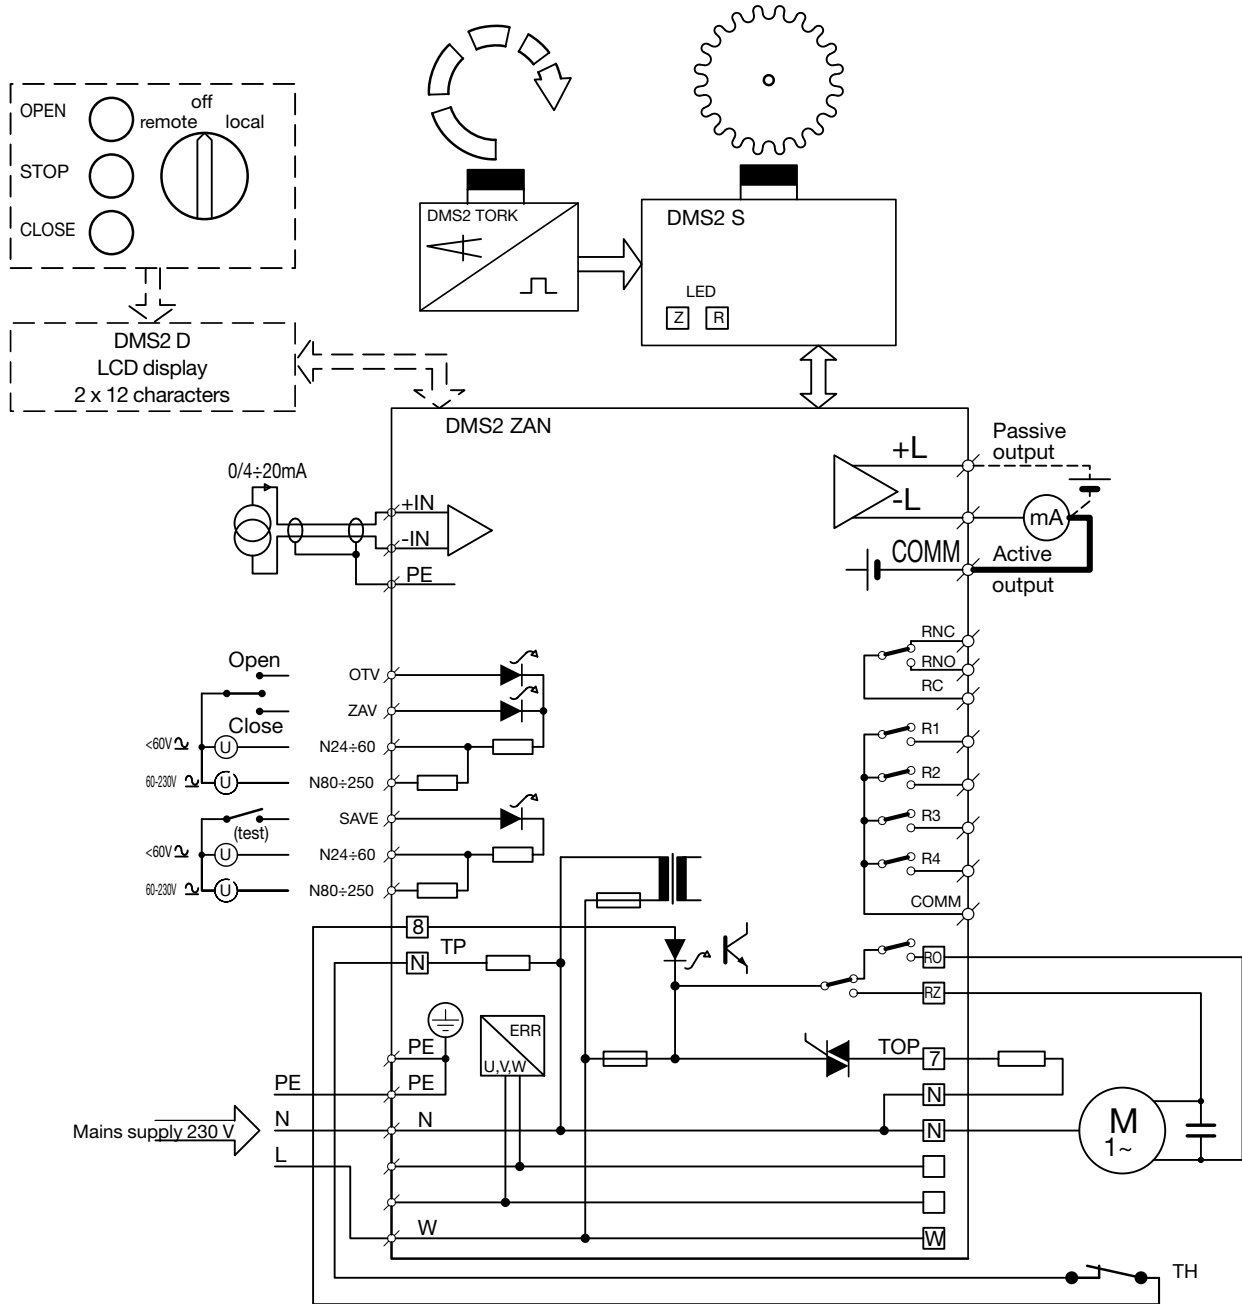 OPEN
off
remote
local
STOP
CLOSE
DMS2 TORK
DMS2 S
LED
Z
R
DMS2 D
LCD display
2 x 12 characters
DMS2 ZAN
0/4÷20mA
+IN
-IN
PE
+L
Passive
output
-L
mA
COMM
Active
output
RNC
RNO
RC
Open
Close
<60V
U
60-230V
U
OTV
ZAV
N24÷60
N80÷250
R1
R2
R3
R4
COMM
(test)
<60V
U
60-230V
U
SAVE
N24÷60
N80÷250
8
TP
N
RO
RZ
ERR
U,V,W
PE
PE
TOP
7
N
PE
Mains supply 230 V
N
N
N
L
W
W
M
1~
TH